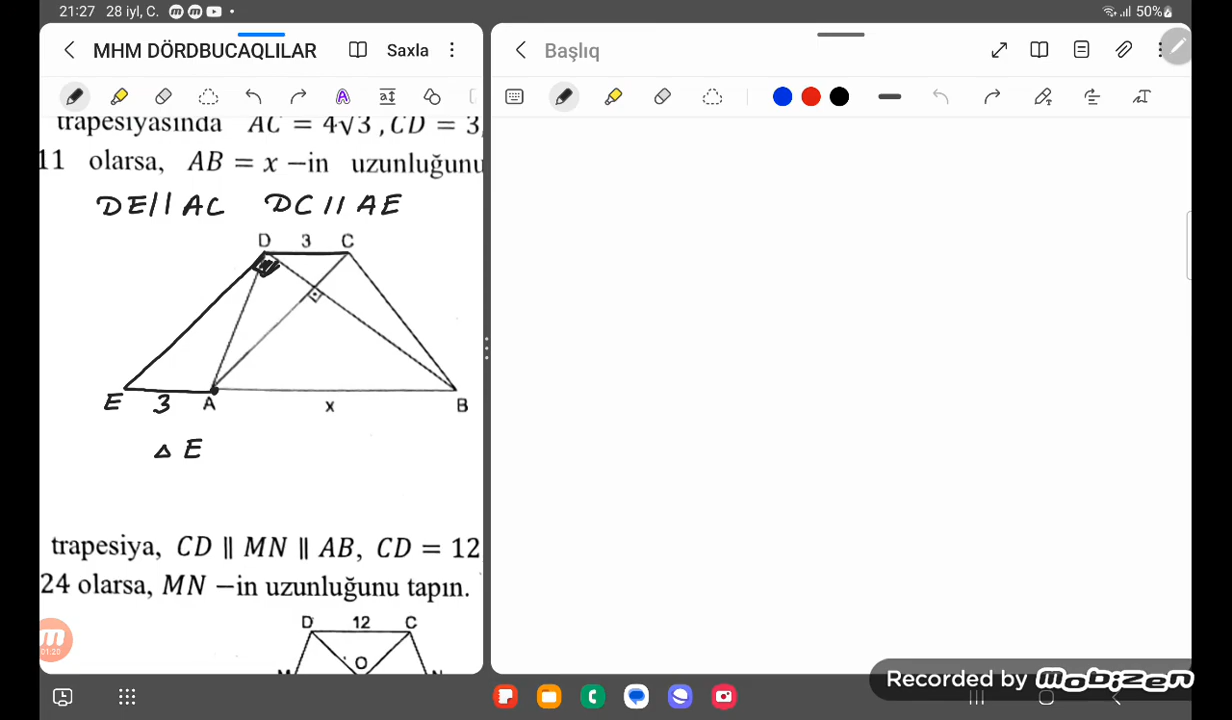 21:27 28 iyl, C. 50%
MHM DÖRDBUCAQLILAR Saxla
Başlıq
trapesiyasında AC = 4√3 , CD = 3,
11 olarsa, AB = x −in uzunluğunu
DE // AC DC // AE
D 3 C
E 3 A x B
△ E
trapesiya, CD ∥ MN ∥ AB, CD = 12
24 olarsa, MN −in uzunluğunu tapın.
D 12 C
O
01:20
Recorded by mobizen